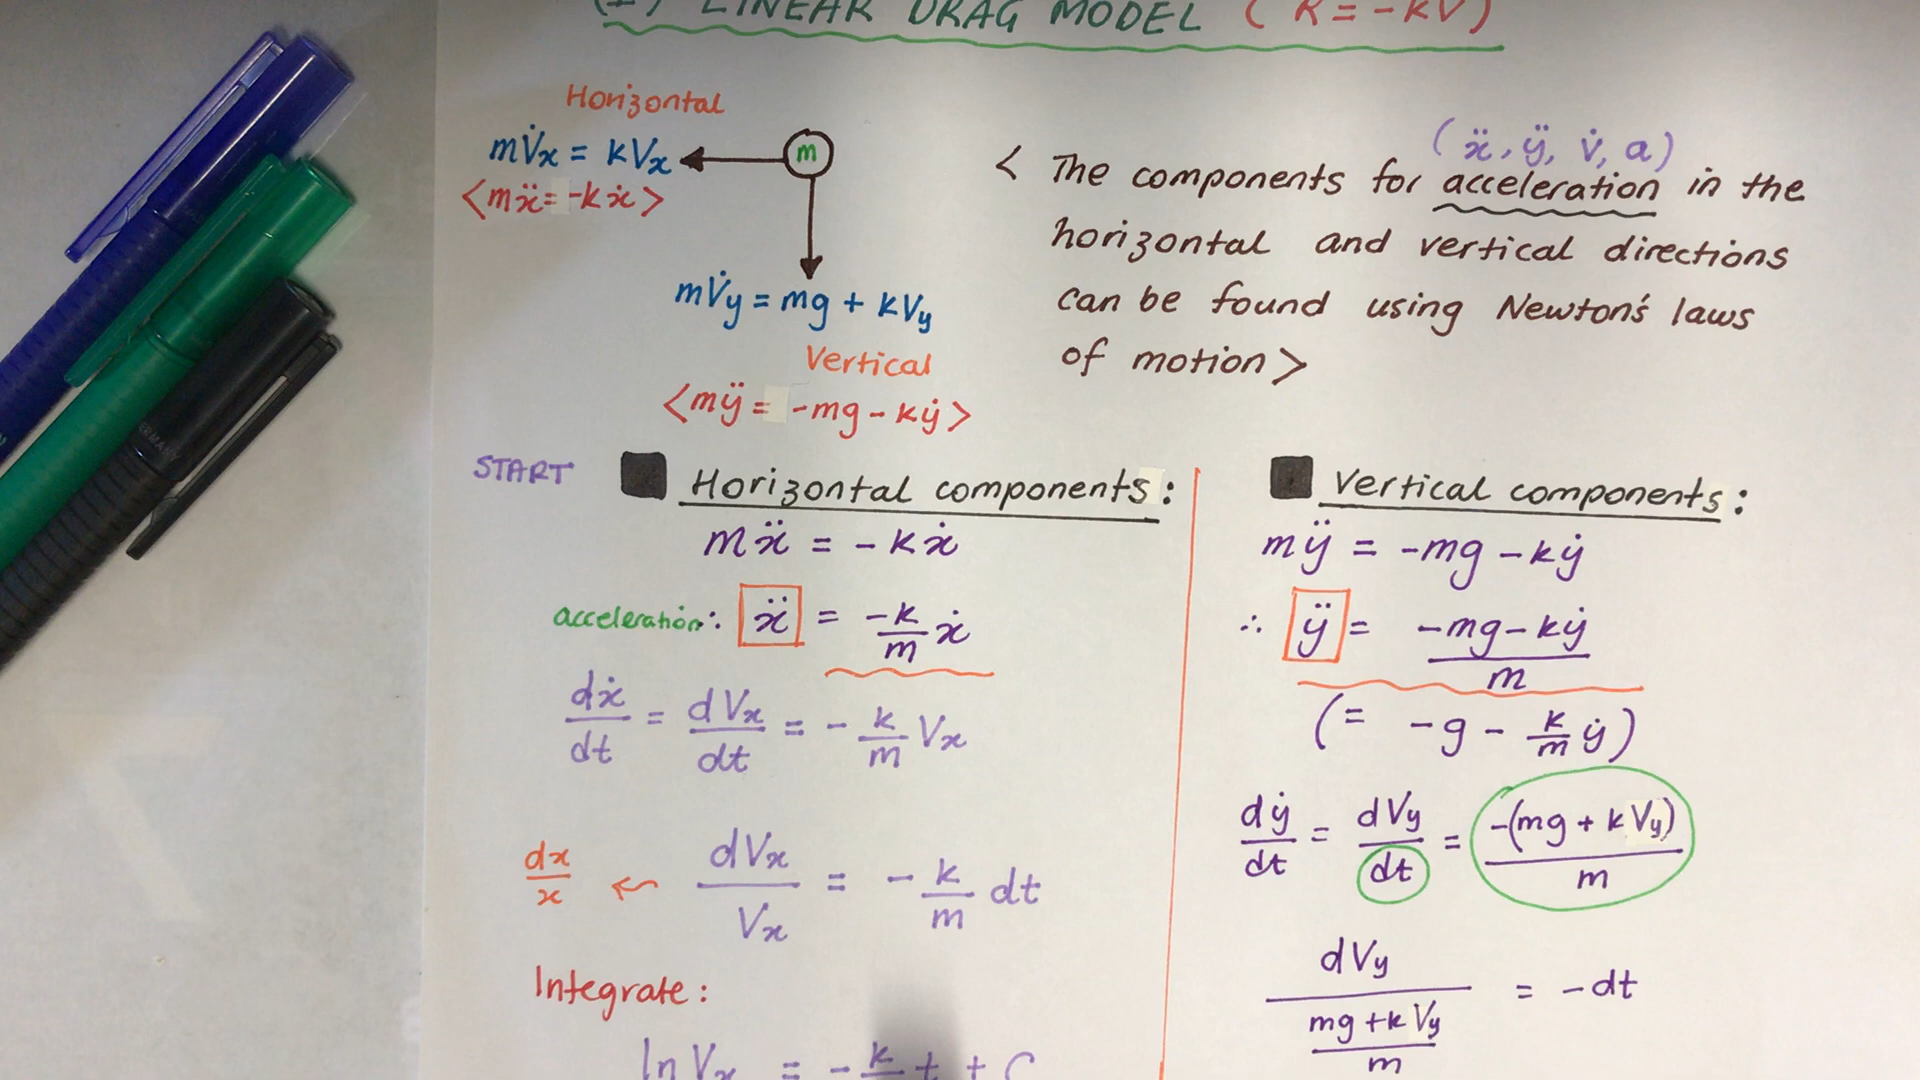 (I) LINEAR DRAG MODEL ( R = -kV )
Horizontal
mV̇x = kVx
<mẍ = -kẋ>
m
mV̇y = mg + kVy
Vertical
<mÿ = -mg - kẏ>
(ẍ, ÿ, v̇, a)
< The components for acceleration in the
horizontal and vertical directions
can be found using Newton's laws
of motion >
START
Horizontal components:
mẍ = - kẋ
acceleration: ẍ = -k/m ẋ
dẋ/dt = dVx/dt = - k/m Vx
dx/x ← dVx/Vx = - k/m dt
Integrate:
ln Vx = - k t + C
Vertical components:
mÿ = -mg - kẏ
∴ ÿ = -mg - kẏ/m
(= -g - k/m ẏ)
dẏ/dt = dVy/dt = -(mg + kVy)/m
dVy/mg + kVy/m = -dt